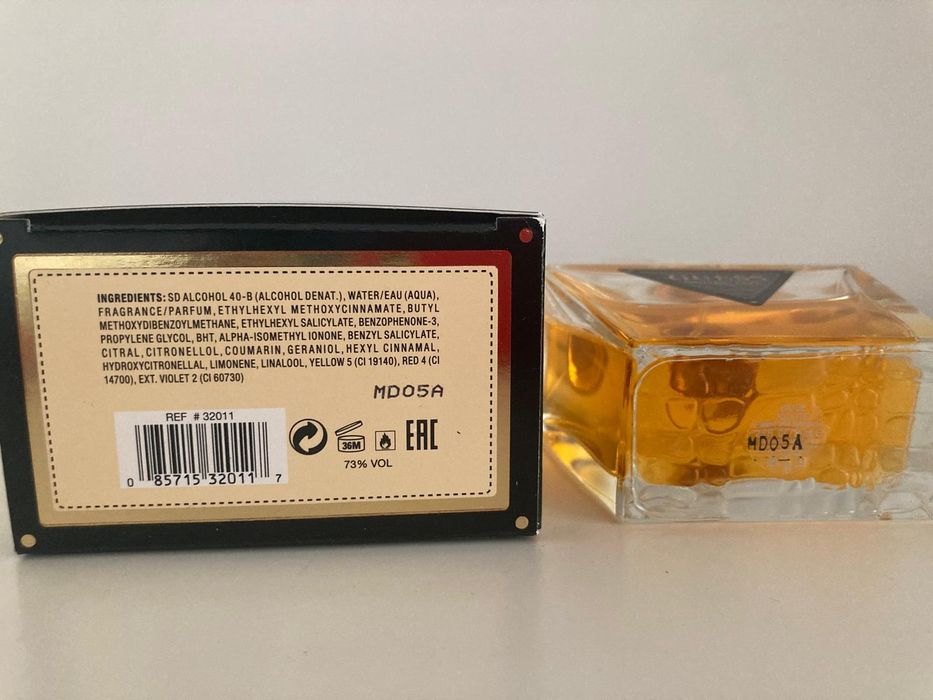 INGREDIENTS: SD ALCOHOL 40-B (ALCOHOL DENAT.), WATER/EAU (AQUA),
FRAGRANCE/PARFUM, ETHYLHEXYL METHOXYCINNAMATE, BUTYL
METHOXYDIBENZOYLMETHANE, ETHYLHEXYL SALICYLATE, BENZOPHENONE-3,
PROPYLENE GLYCOL, BHT, ALPHA-ISOMETHYL IONONE, BENZYL SALICYLATE,
CITRAL, CITRONELLOL, COUMARIN, GERANIOL, HEXYL CINNAMAL,
HYDROXYCITRONELLAL, LIMONENE, LINALOOL, YELLOW 5 (CI 19140), RED 4 (CI
14700), EXT. VIOLET 2 (CI 60730)
MD05A
REF # 32011
0 85715 32011 7
36M
EAC
73% VOL
MD05A